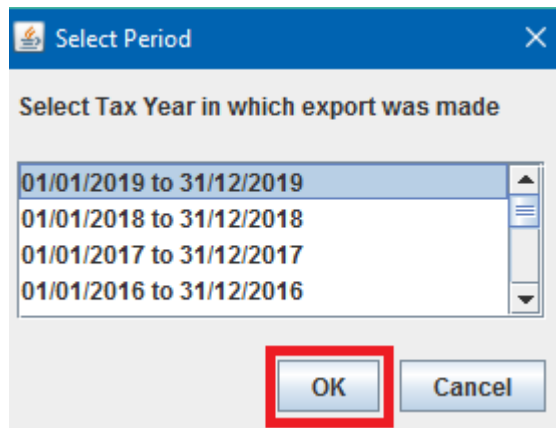 Select Period
Select Tax Year in which export was made
01/01/2019 to 31/12/2019
01/01/2018 to 31/12/2018
01/01/2017 to 31/12/2017
01/01/2016 to 31/12/2016
OK Cancel